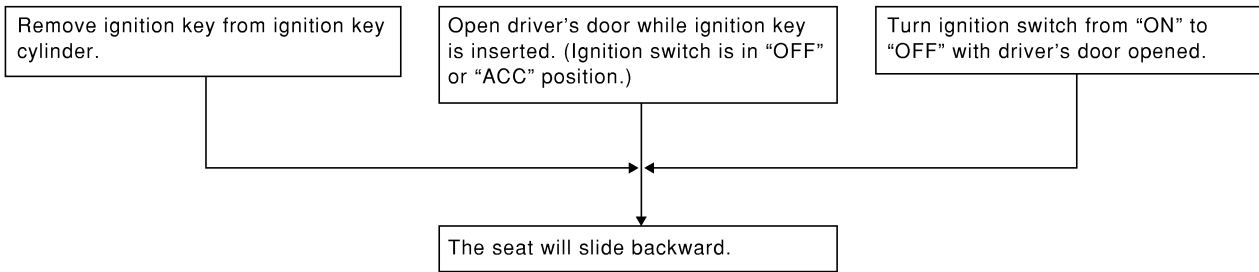 Remove ignition key from ignition key
cylinder.
Open driver’s door while ignition key
is inserted. (Ignition switch is in “OFF”
or “ACC” position.)
Turn ignition switch from “ON” to
“OFF” with driver’s door opened.
The seat will slide backward.